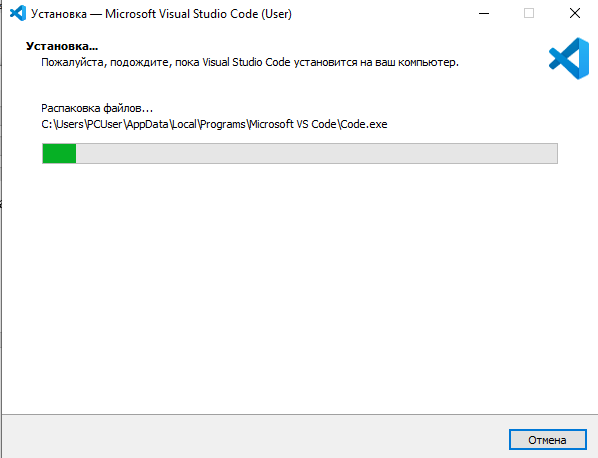 Установка — Microsoft Visual Studio Code (User)
Установка...
Пожалуйста, подождите, пока Visual Studio Code установится на ваш компьютер.
Распаковка файлов...
C:\Users\PCUser\AppData\Local\Programs\Microsoft VS Code\Code.exe
Отмена